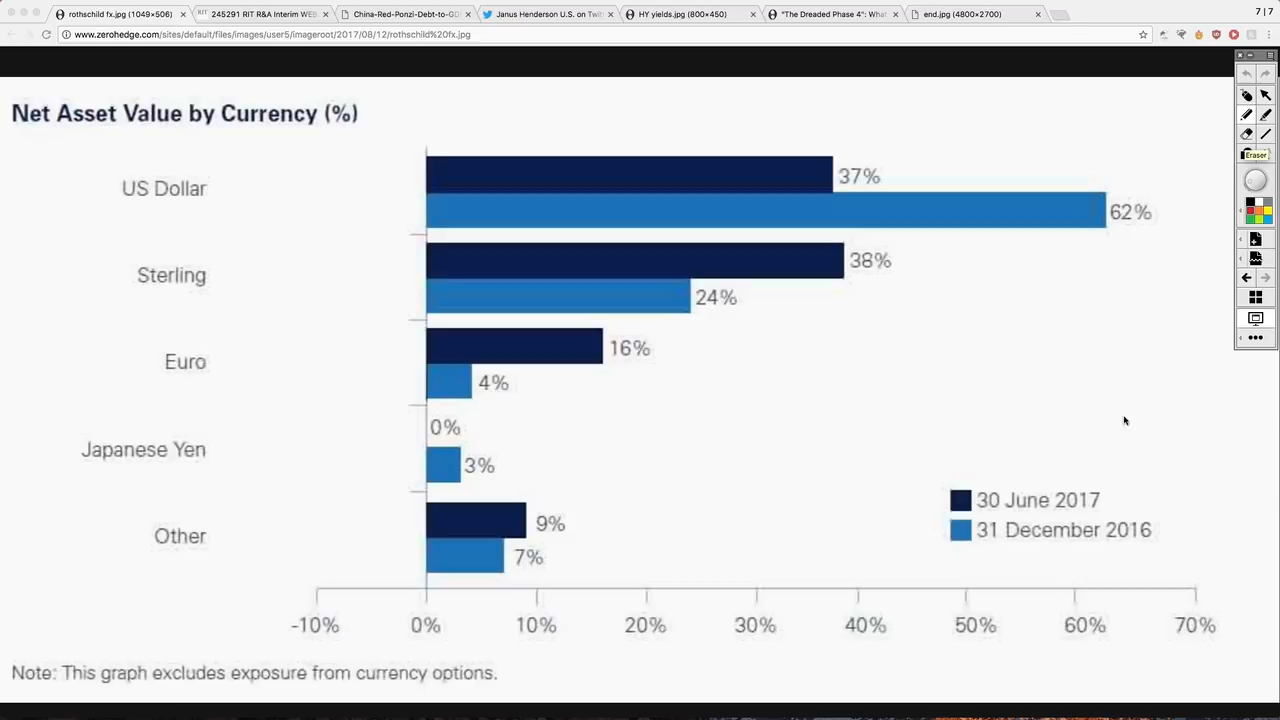 rothschild fx.jpg (1049×506)
245291 RIT R&A Interim WEB
China-Red-Ponzi-Debt-to-GD
Janus Henderson U.S. on Twit
HY yields.jpg (800×450)
"The Dreaded Phase 4": What
end.jpg (4800×2700)
7|7
www.zerohedge.com/sites/default/files/images/user5/imageroot/2017/08/12/rothschild%20fx.jpg
Eraser
Net Asset Value by Currency (%)
US Dollar
37%
62%
Sterling
38%
24%
Euro
16%
4%
Japanese Yen
0%
3%
Other
9%
7%
30 June 2017
31 December 2016
-10% 0% 10% 20% 30% 40% 50% 60% 70%
Note: This graph excludes exposure from currency options.